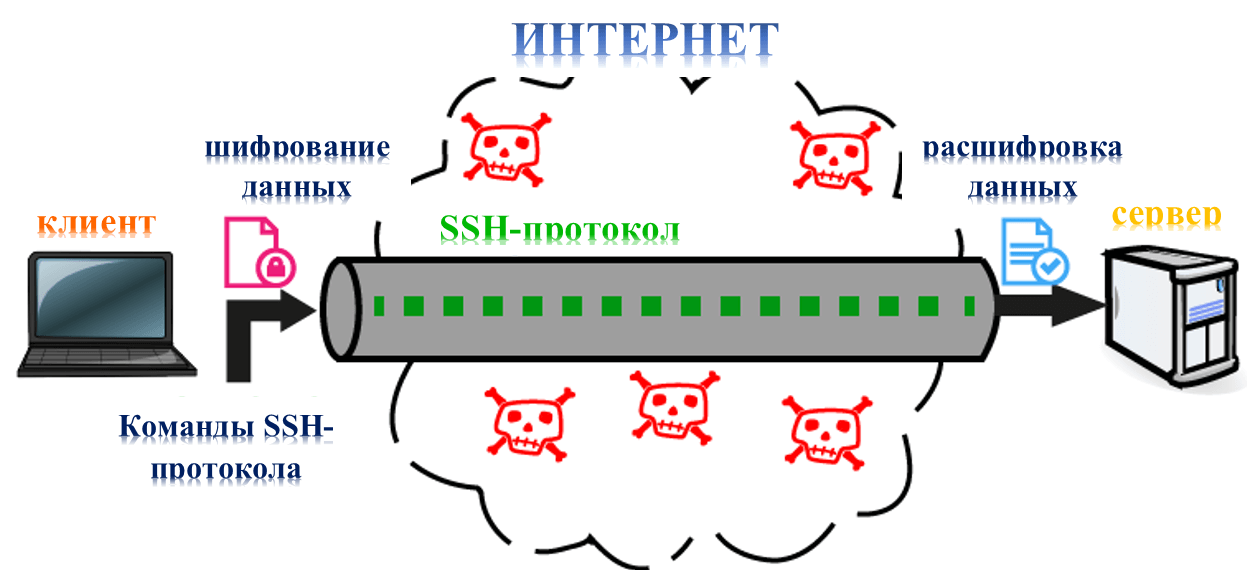 ИНТЕРНЕТ
шифрование
данных
расшифровка
данных
клиент
SSH-протокол
сервер
Команды SSH-
протокола